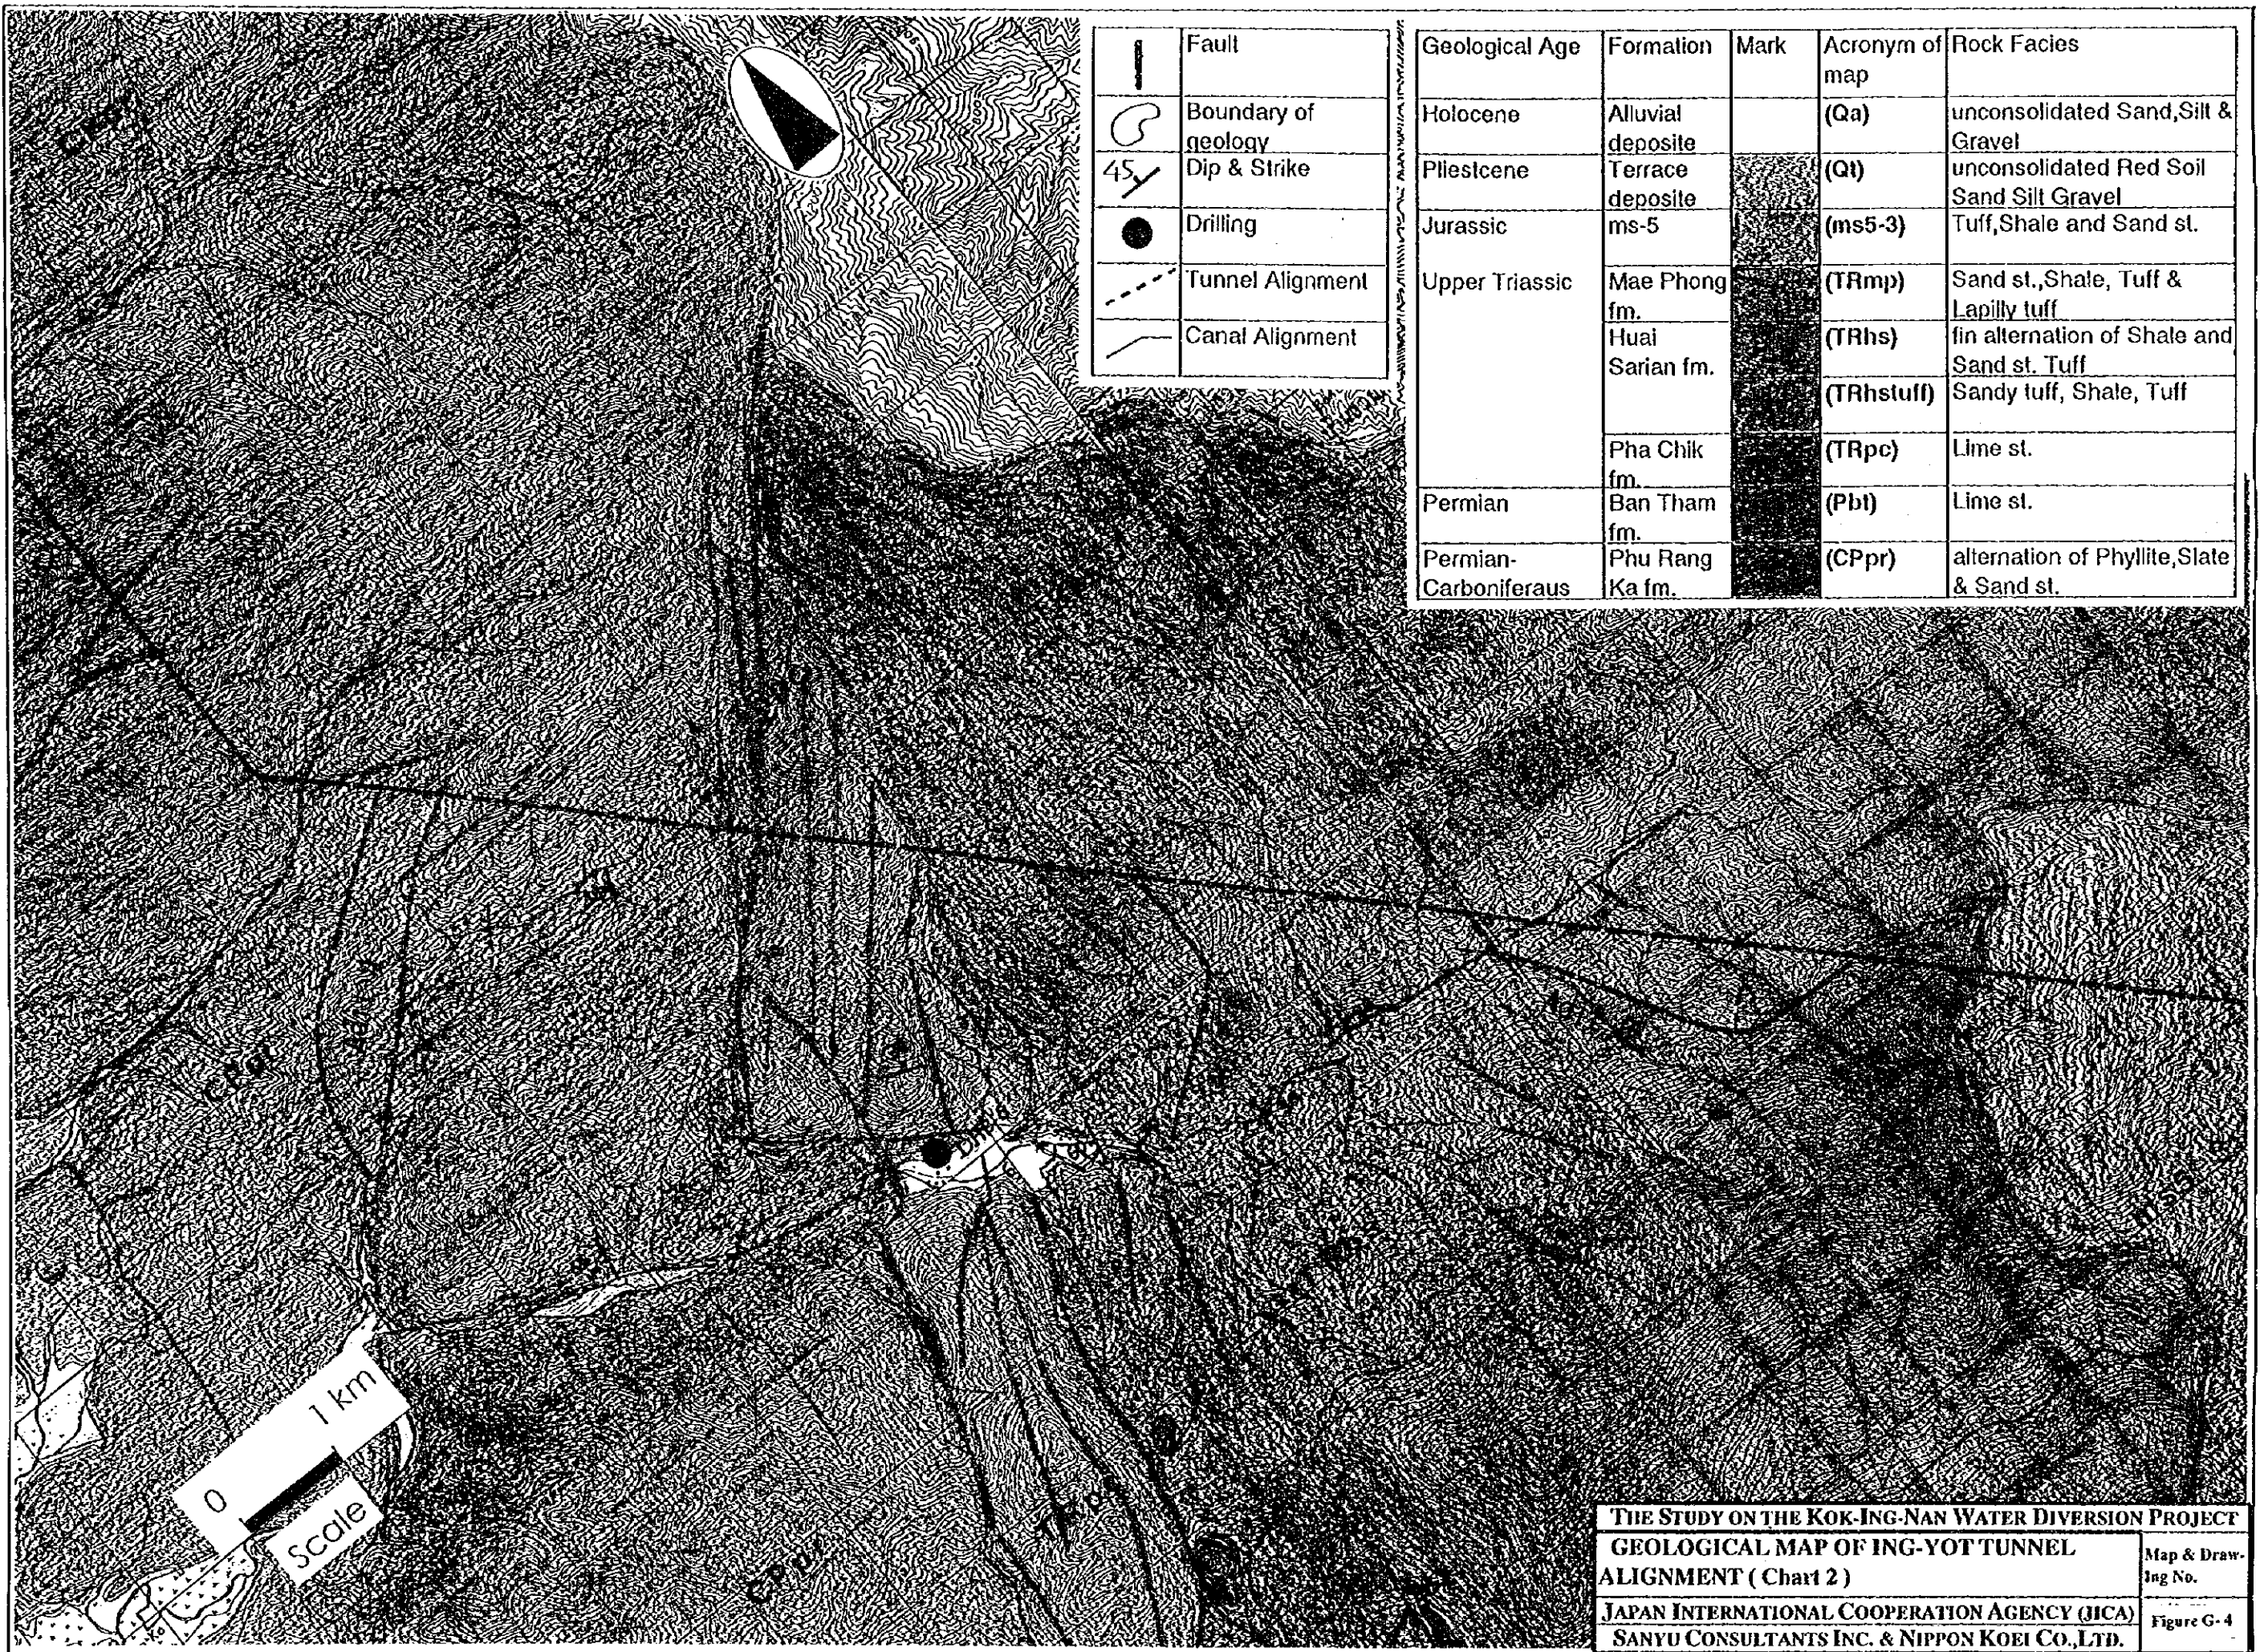 Fault
Boundary of
geology
45
Dip & Strike
Drilling
Tunnel Alignment
Canal Alignment
Geological Age Formation Mark Acronym of Rock Facies
map
Holocene Alluvial (Qa) unconsolidated Sand,Silt &
deposite Gravel
Pliestcene Terrace (Qt) unconsolidated Red Soil
deposite Sand Silt Gravel
Jurassic ms-5 (ms5-3) Tuff,Shale and Sand st.
Upper Triassic Mae Phong (TRmp) Sand st.,Shale, Tuff &
fm. Lapilly tuff
Huai (TRhs) fin alternation of Shale and
Sarian fm. Sand st. Tuff
(TRhstuff) Sandy tuff, Shale, Tuff
Pha Chik (TRpc) Lime st.
fm.
Permian Ban Tham (Pbt) Lime st.
fm.
Permian- Phu Rang (CPpr) alternation of Phyllite,Slate
Carboniferaus Ka fm. & Sand st.
CPpr
CPpr
CPpr
0 1 km
Scale
THE STUDY ON THE KOK-ING-NAN WATER DIVERSION PROJECT
GEOLOGICAL MAP OF ING-YOT TUNNEL
ALIGNMENT ( Chart 2 )
Map & Draw-
ing No.
JAPAN INTERNATIONAL COOPERATION AGENCY (JICA)
SANYU CONSULTANTS INC. & NIPPON KOEI CO.,LTD.
Figure G- 4